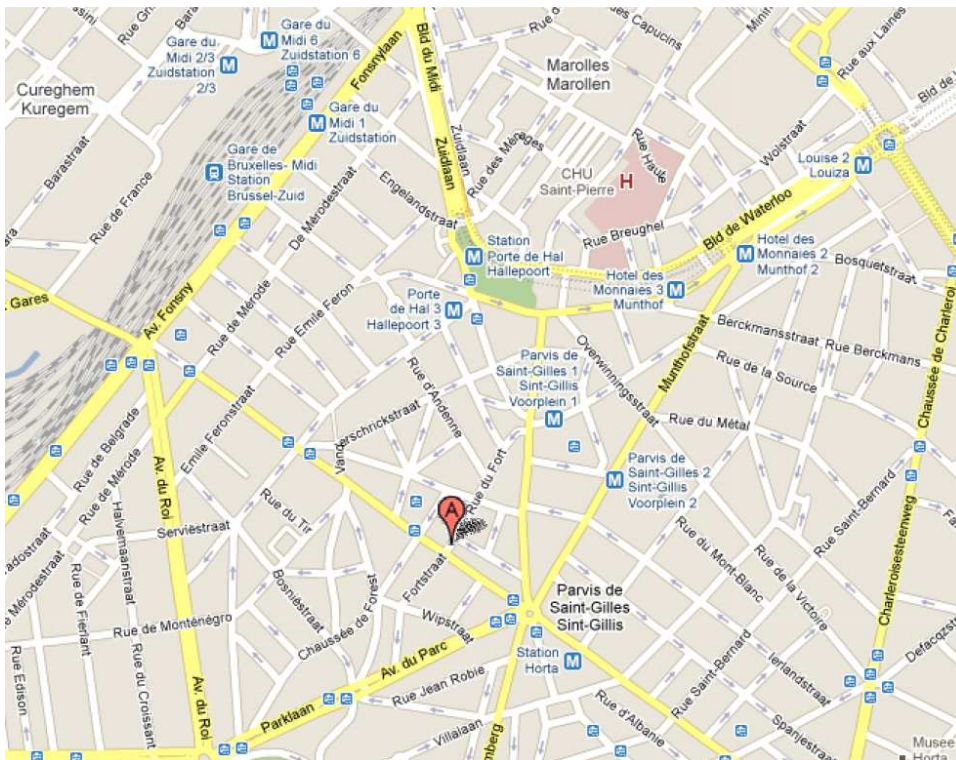 Rue Gr
Gare du
Midi 2/3
Zuidstation
2/3
Gare du
Midi 6
Zuidstation 6
Fonsnylaan
Bld du Midi
des Capucins
Rue aux Laines
Cureghem
Kuregem
Marolles
Marollen
Gare du
Midi 1
Zuidstation
Zuidlaan
Zuidlaan
Rue des Ménages
Rue Haute
Wolstraat
Bld de
Barastraat
Gare de
Bruxelles- Midi
Station
Brussel-Zuid
CHU
Saint-Pierre
H
Louise 2
Louiza
Rue de France
De Mérodestraat
Engelandstraat
Rue Breughel
Bld de Waterloo
Station
Porte de Hal
Hallepoort
Hotel des
Monnaies 2
Munthof 2
Hotel des
Monnaies 3
Munthof
Bosquetstraat
Gares
Av. Fonsny
Rue de Mérode
Rue Emile Feron
Porte
de Hal 3
Hallepoort 3
Berckmansstraat
Rue Berckmans
Chaussée de Charleroi
Munthofstraat
Overwinningsstraat
Rue de la Source
Parvis de
Saint-Gilles 1
Sint-Gillis
Voorplein 1
Rue d'Andenne
Vanderschrickstraat
Rue du Métal
Emile Feronstraat
Rue de Belgrade
Rue de Mérode
Av. du Roi
Rue du Fort
Parvis de
Saint-Gilles 2
Sint-Gillis
Voorplein 2
Rue Saint-Bernard
A
Rue du Tir
Serviëstraat
Halvemaanstraat
Mérodestraat
Rue de Fierlant
Fortstraat
Rue du Mont-Blanc
Rue de la Victoire
Charleroisesteenweg
Bosniëstraat
Chaussée de Forest
Wipstraat
Parvis de
Saint-Gilles
Sint-Gillis
Rue de Monténégro
Av. du Parc
Station
Horta
Rue Jean Robie
Rue Saint-Bernard
Ierlandstraat
Defacqzstr
Rue Edison
Rue du Croissant
Av. du Roi
Parklaan
Villalaan
Rue d'Albanie
Spanjestraat
Musee
Horta